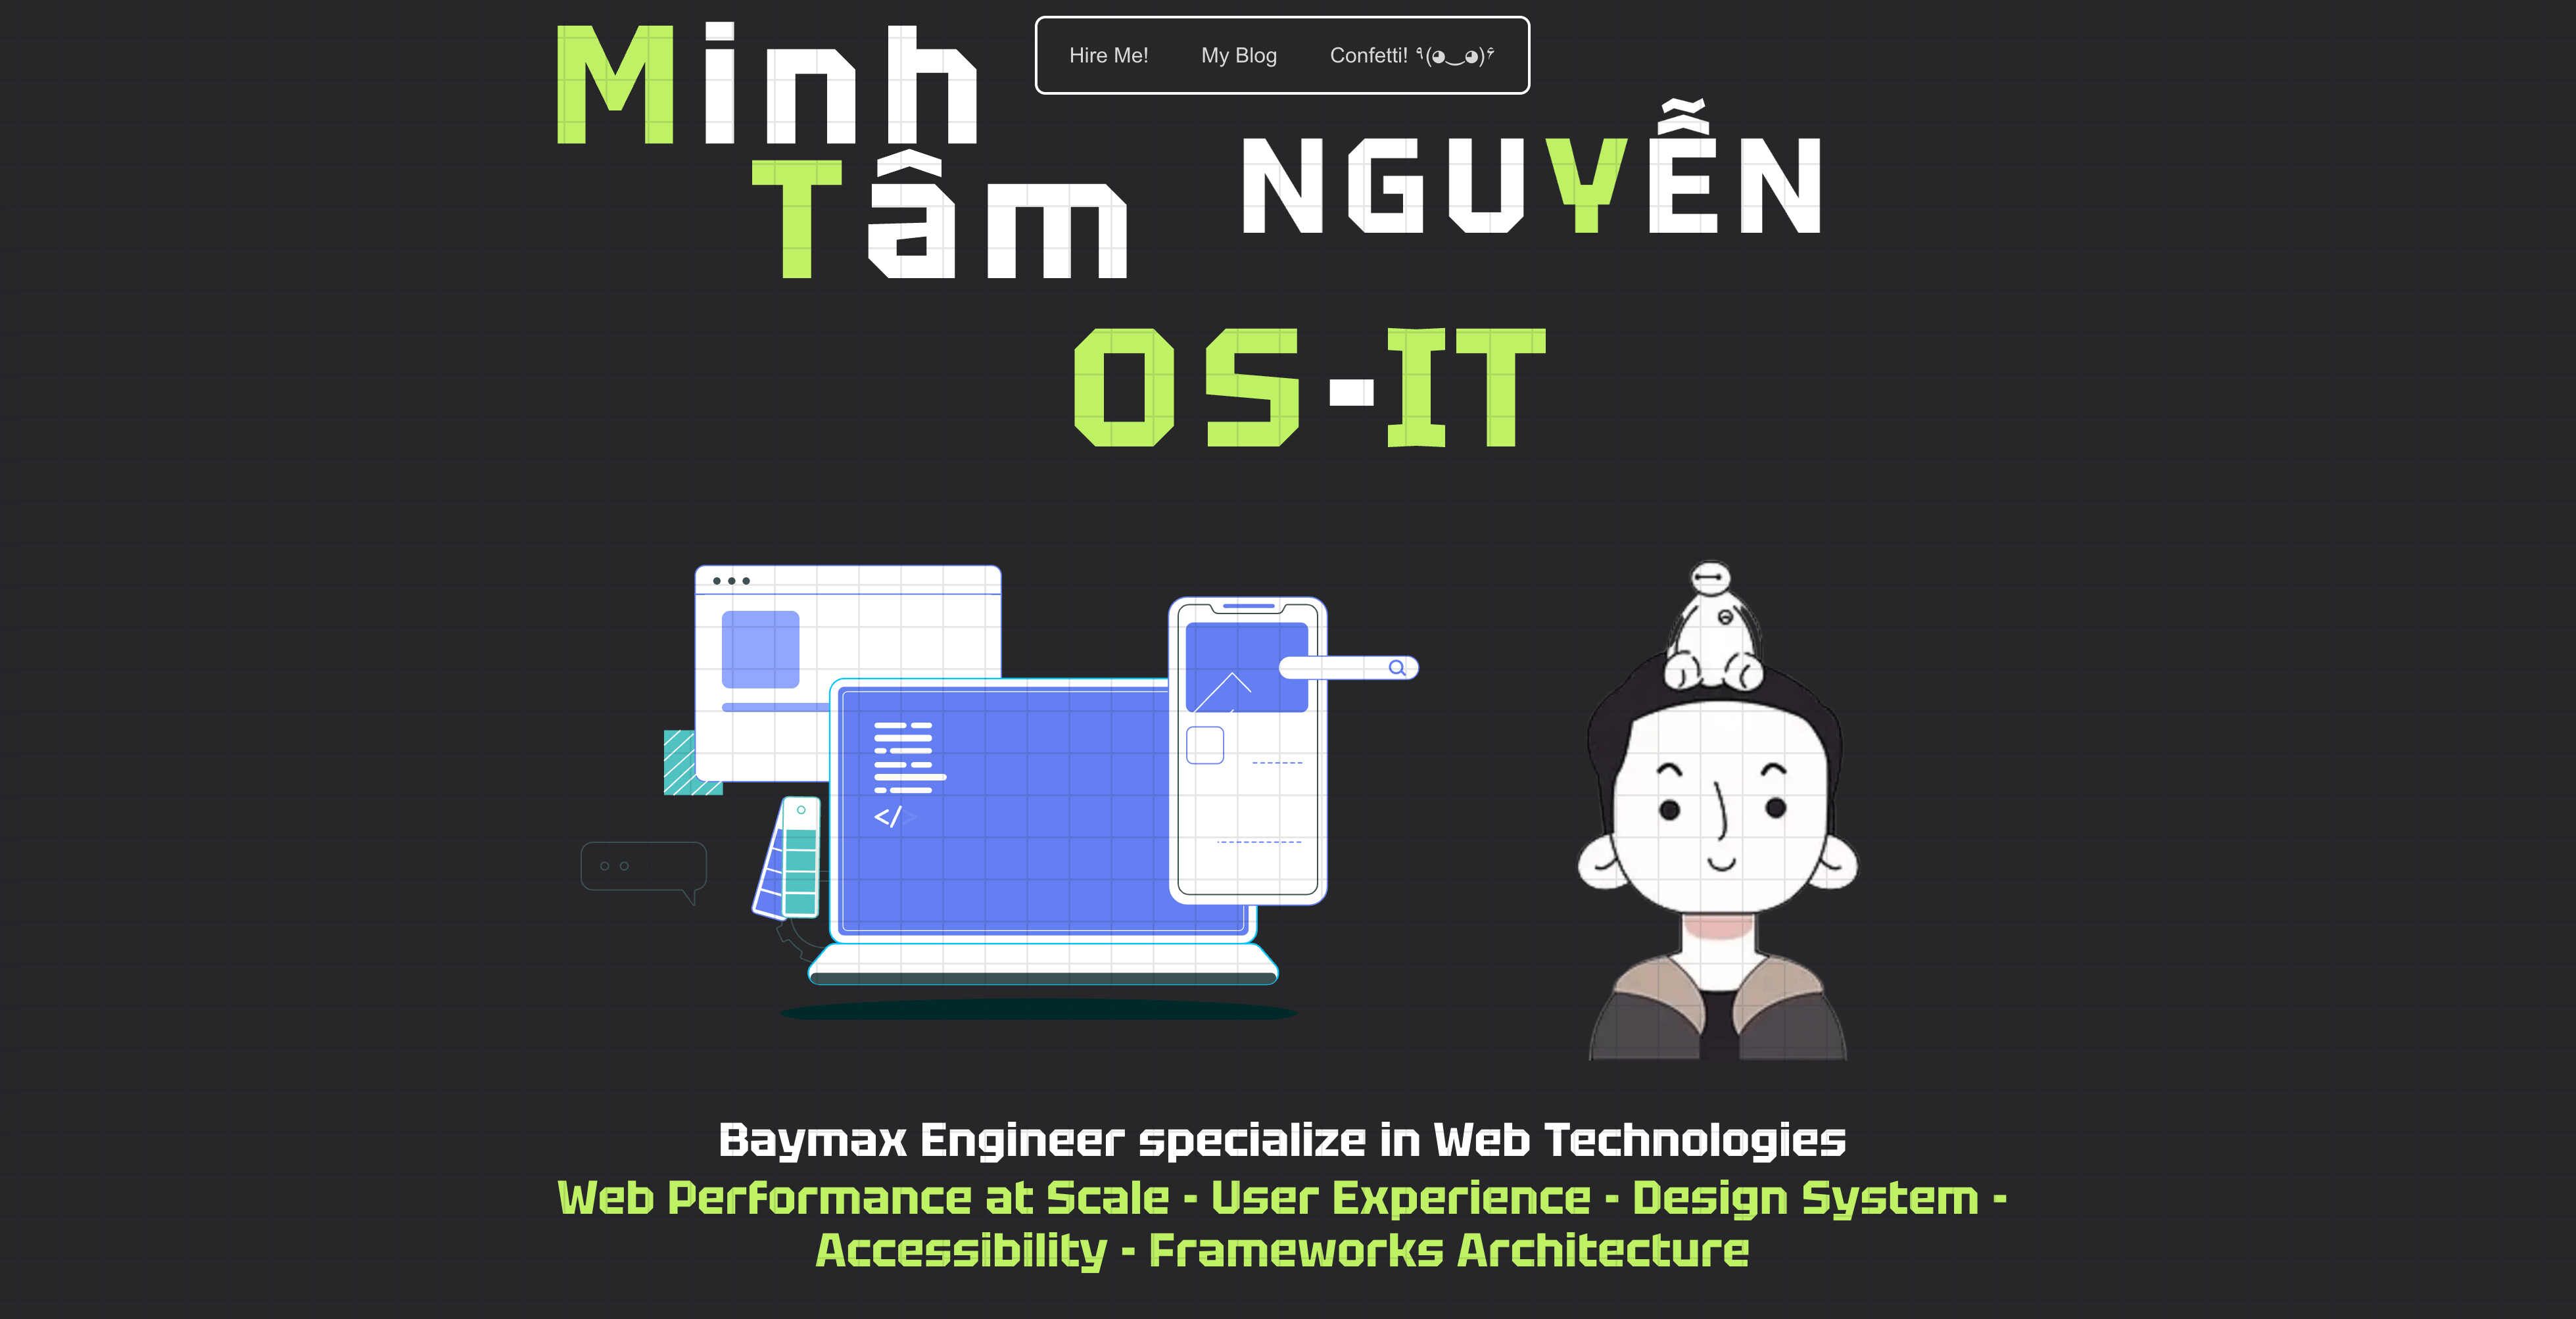 Minh
Hire Me! My Blog Confetti! ٩(◕‿◕)۶
Tâm
NGUYỄN
OS-IT
</>
Baymax Engineer specialize in Web Technologies
Web Performance at Scale - User Experience - Design System -
Accessibility - Frameworks Architecture